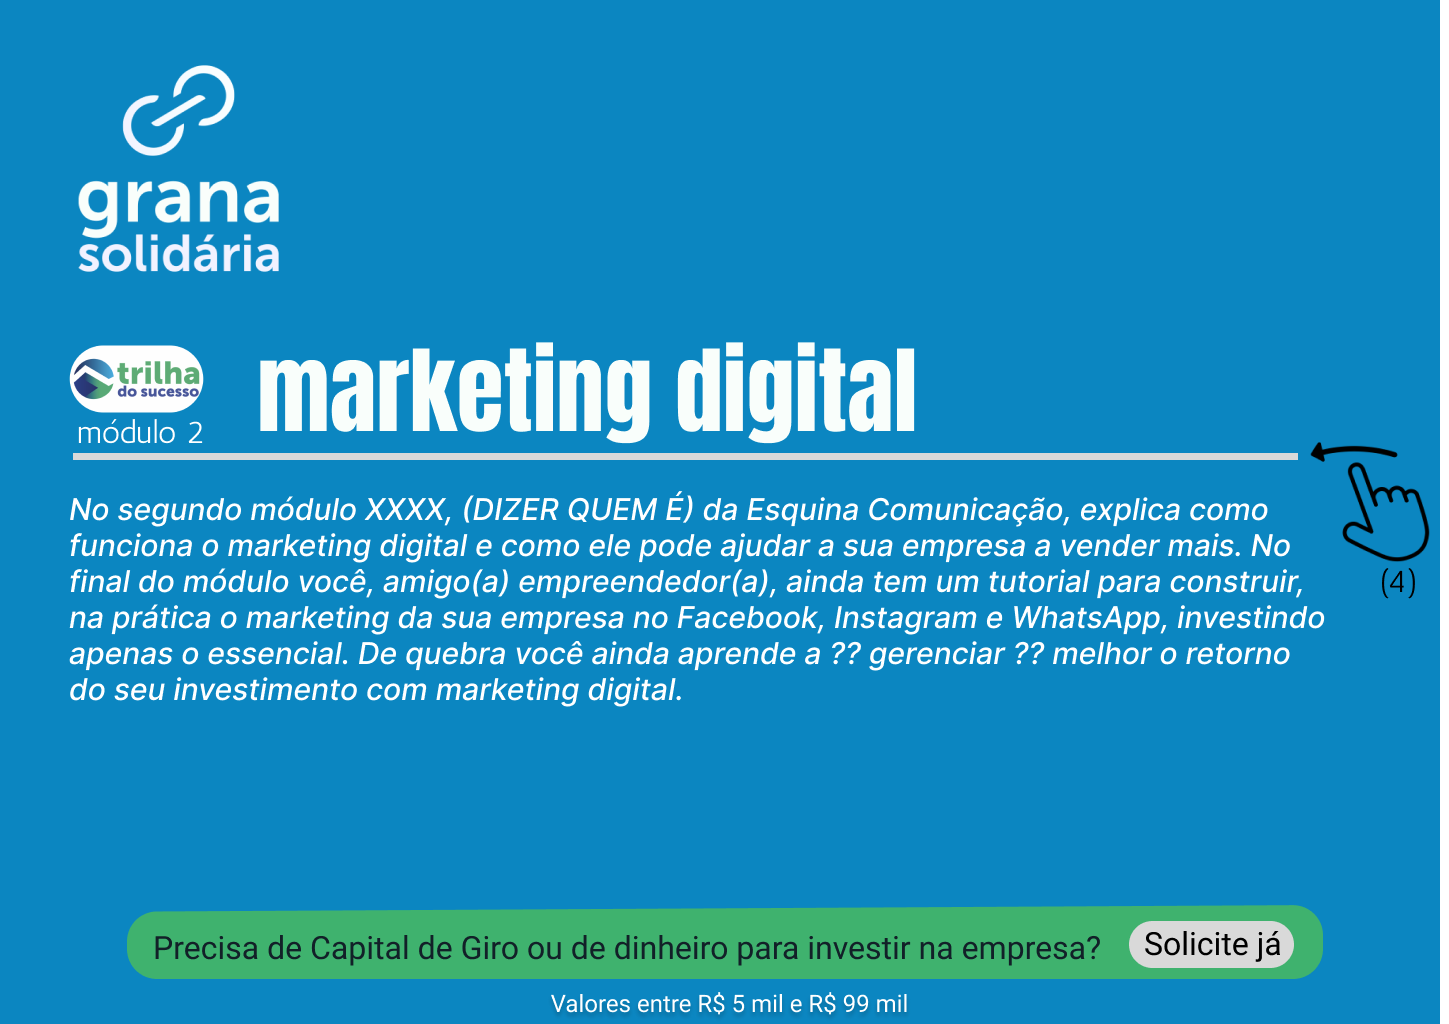 grana
solidária
trilha
do sucesso
módulo 2
marketing digital
No segundo módulo XXXX, (DIZER QUEM É) da Esquina Comunicação, explica como
funciona o marketing digital e como ele pode ajudar a sua empresa a vender mais. No
final do módulo você, amigo(a) empreendedor(a), ainda tem um tutorial para construir,
na prática o marketing da sua empresa no Facebook, Instagram e WhatsApp, investindo
apenas o essencial. De quebra você ainda aprende a ?? gerenciar ?? melhor o retorno
do seu investimento com marketing digital.
(4)
Precisa de Capital de Giro ou de dinheiro para investir na empresa?
Solicite já
Valores entre R$ 5 mil e R$ 99 mil